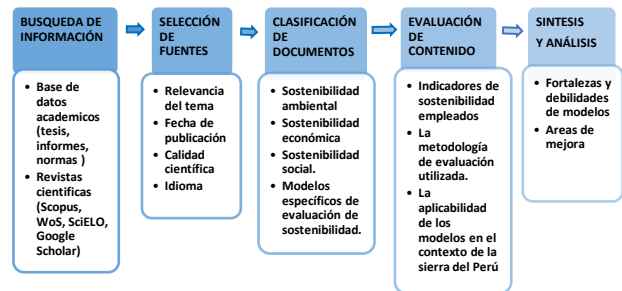 BUSQUEDA DE
INFORMACIÓN
• Base de
datos
academicos
(tesis,
informes,
normas )
• Revistas
cientificas
(Scopus,
WoS, SciELO,
Google
Scholar)
SELECCIÓN
DE
FUENTES
• Relevancia
del tema
• Fecha de
publicación
• Calidad
científica
• Idioma
CLASIFICACIÓN
DE
DOCUMENTOS
• Sostenibilidad
ambiental
• Sostenibilidad
económica
• Sostenibilidad
social.
• Modelos
específicos de
evaluación de
sostenibilidad.
EVALUACIÓN
DE
CONTENIDO
• Indicadores de
sostenibilidad
empleados
• La
metodología
de evaluación
utilizada.
• La
aplicabilidad
de los
modelos en el
contexto de la
sierra del Perú
SINTESIS
Y ANÁLISIS
• Fortalezas y
debilidades
de modelos
• Areas de
mejora